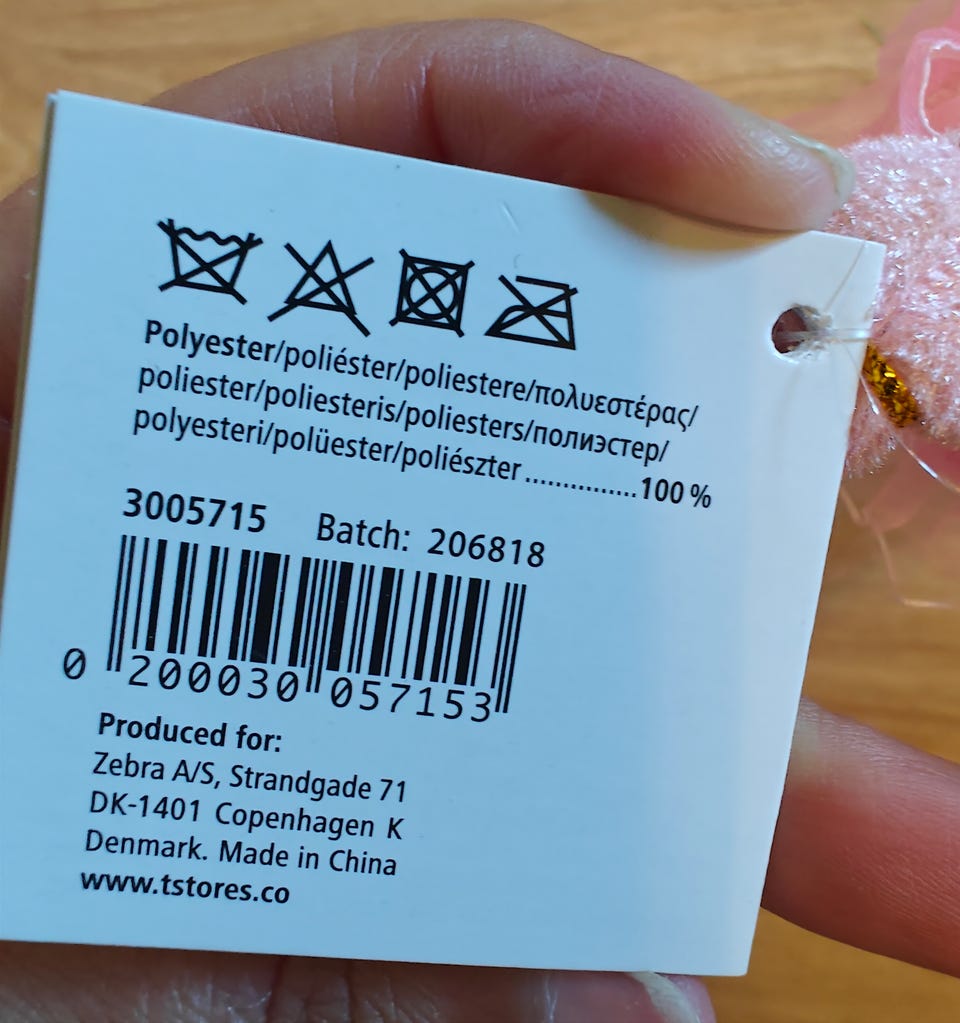 Polyester/poliéster/poliestere/πολυεστέρας/
poliester/poliesteris/poliesters/полиэстер/
polyesteri/polüester/poliészter...............100 %
3005715 Batch: 206818
0 200030 057153
Produced for:
Zebra A/S, Strandgade 71
DK-1401 Copenhagen K
Denmark. Made in China
www.tstores.co